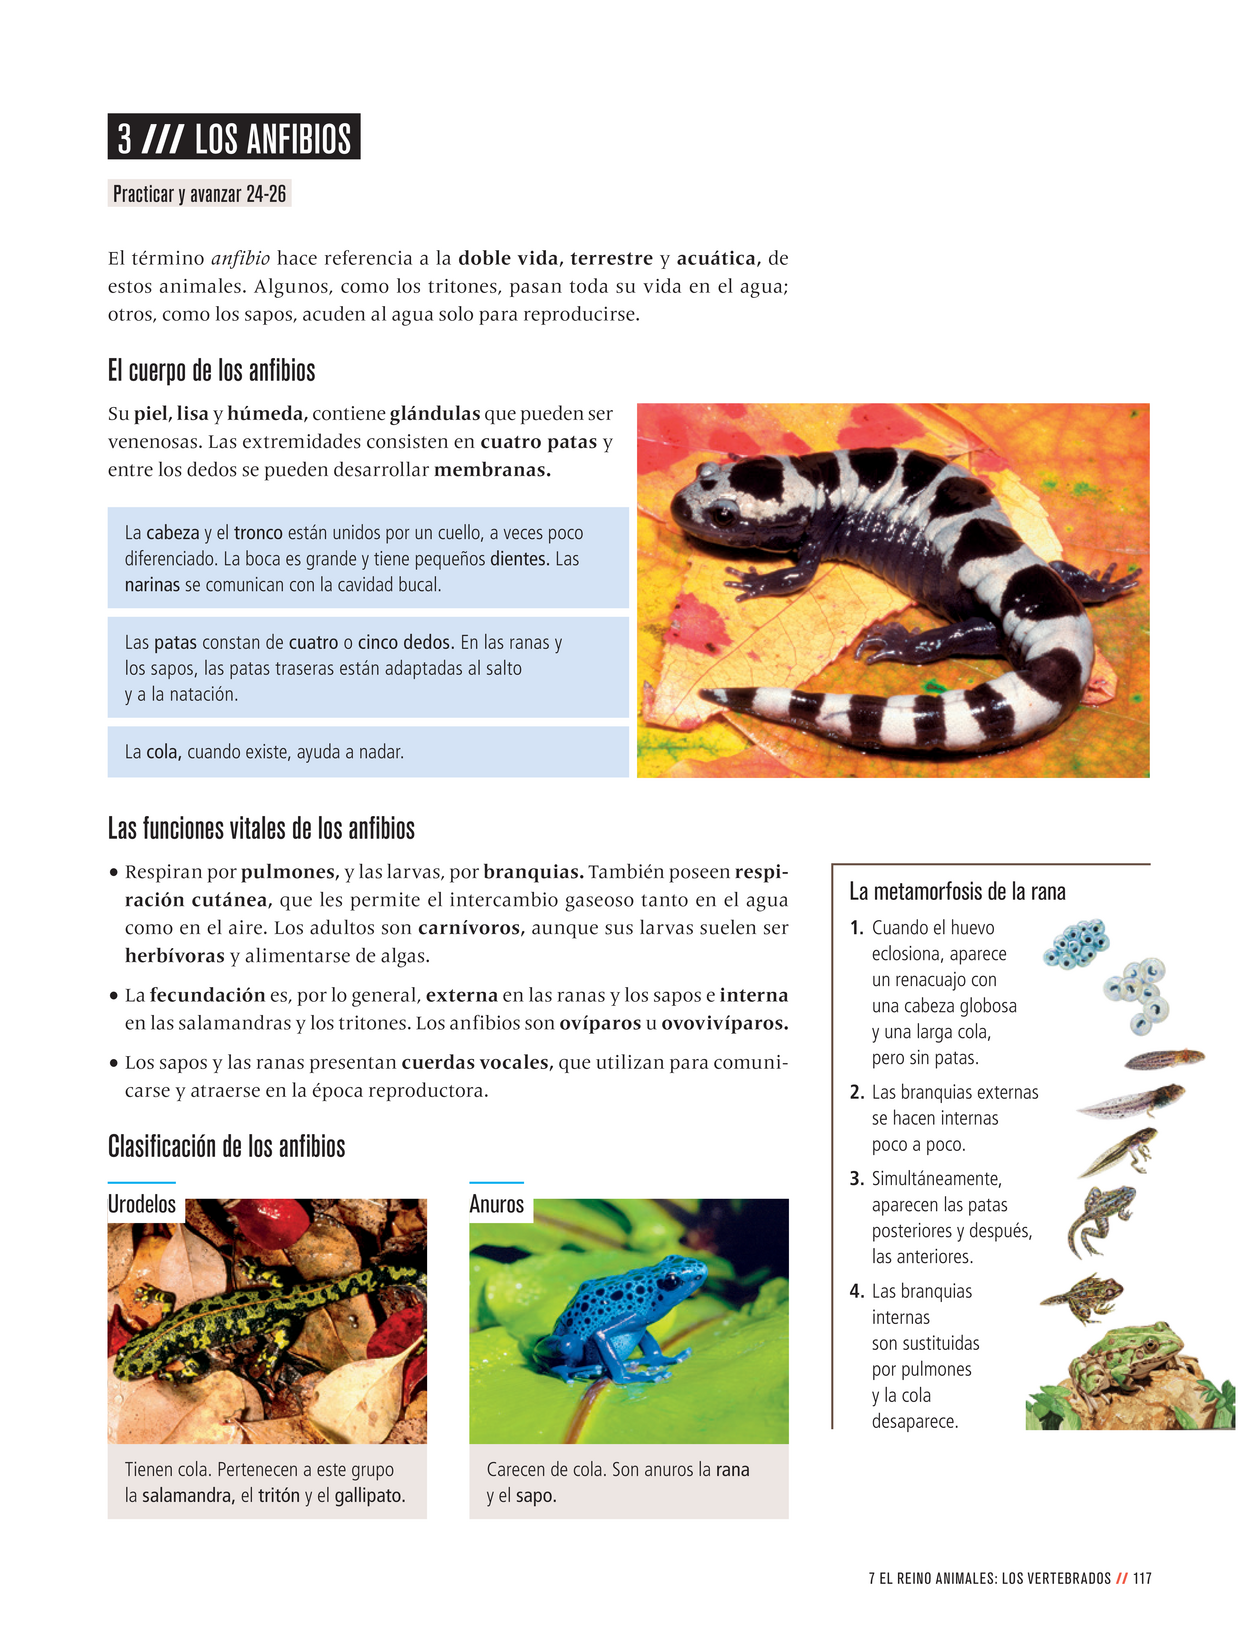 3 /// LOS ANFIBIOS
Practicar y avanzar 24-26
El término anfibio hace referencia a la doble vida, terrestre y acuática, de
estos animales. Algunos, como los tritones, pasan toda su vida en el agua;
otros, como los sapos, acuden al agua solo para reproducirse.
El cuerpo de los anfibios
Su piel, lisa y húmeda, contiene glándulas que pueden ser
venenosas. Las extremidades consisten en cuatro patas y
entre los dedos se pueden desarrollar membranas.
La cabeza y el tronco están unidos por un cuello, a veces poco
diferenciado. La boca es grande y tiene pequeños dientes. Las
narinas se comunican con la cavidad bucal.
Las patas constan de cuatro o cinco dedos. En las ranas y
los sapos, las patas traseras están adaptadas al salto
y a la natación.
La cola, cuando existe, ayuda a nadar.
Las funciones vitales de los anfibios
• Respiran por pulmones, y las larvas, por branquias. También poseen respi-
ración cutánea, que les permite el intercambio gaseoso tanto en el agua
como en el aire. Los adultos son carnívoros, aunque sus larvas suelen ser
herbívoras y alimentarse de algas.
• La fecundación es, por lo general, externa en las ranas y los sapos e interna
en las salamandras y los tritones. Los anfibios son ovíparos u ovovivíparos.
• Los sapos y las ranas presentan cuerdas vocales, que utilizan para comuni-
carse y atraerse en la época reproductora.
Clasificación de los anfibios
Urodelos
Tienen cola. Pertenecen a este grupo
la salamandra, el tritón y el gallipato.
Anuros
Carecen de cola. Son anuros la rana
y el sapo.
La metamorfosis de la rana
1. Cuando el huevo
eclosiona, aparece
un renacuajo con
una cabeza globosa
y una larga cola,
pero sin patas.
2. Las branquias externas
se hacen internas
poco a poco.
3. Simultáneamente,
aparecen las patas
posteriores y después,
las anteriores.
4. Las branquias
internas
son sustituidas
por pulmones
y la cola
desaparece.
7 EL REINO ANIMALES: LOS VERTEBRADOS // 117